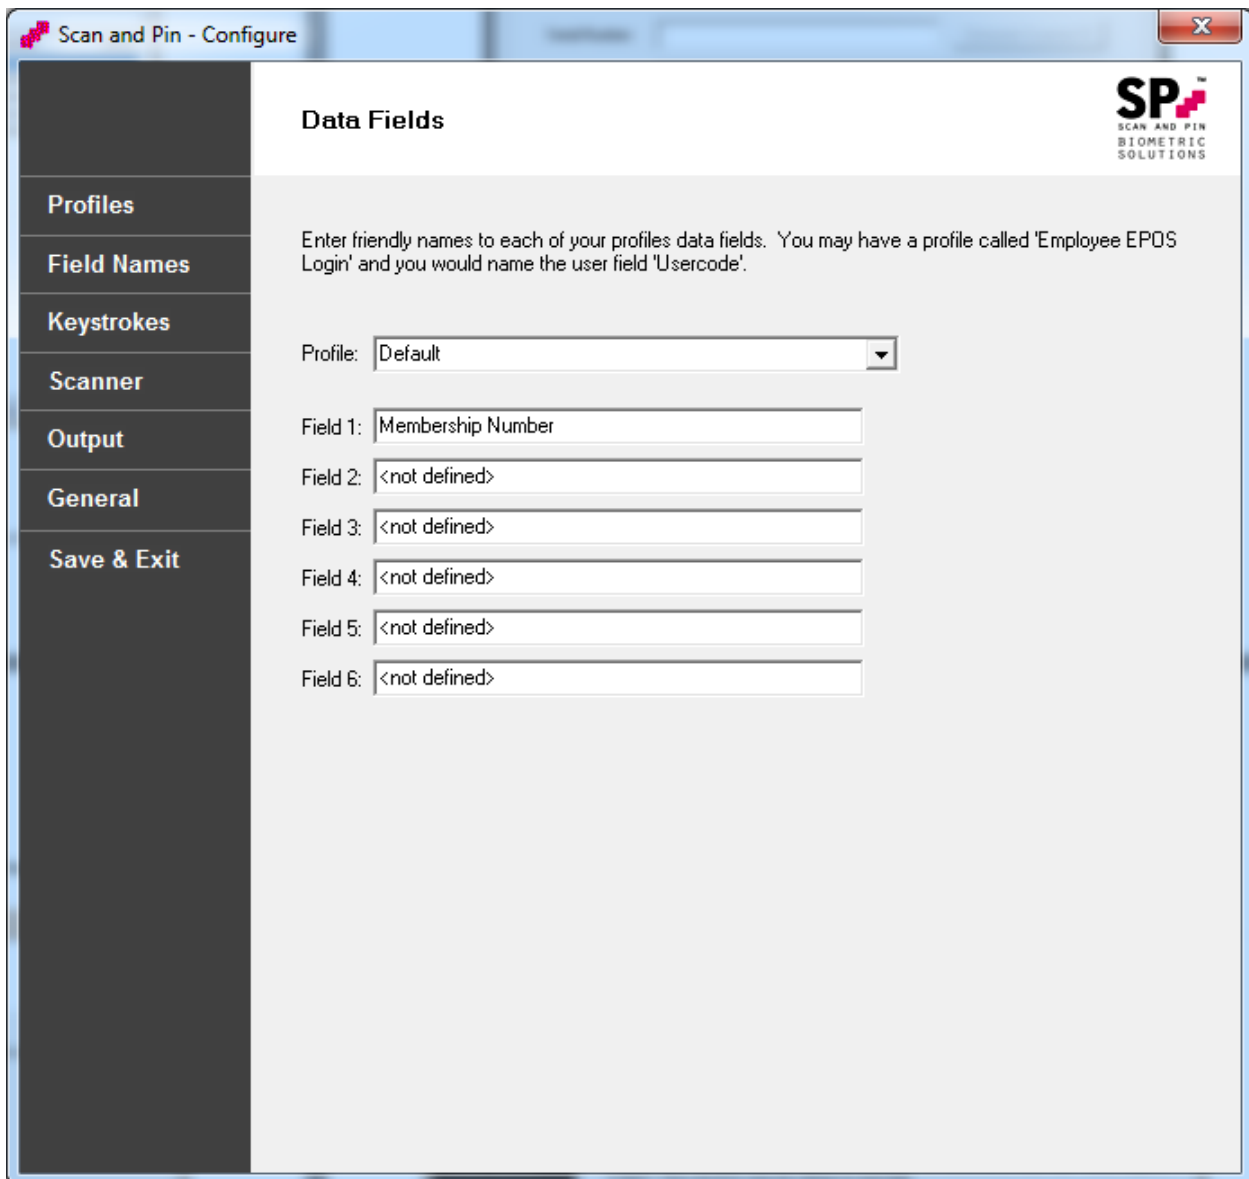 Scan and Pin - Configure
Data Fields
SP™
SCAN AND PIN
BIOMETRIC
SOLUTIONS
Profiles
Field Names
Keystrokes
Scanner
Output
General
Save & Exit
Enter friendly names to each of your profiles data fields.  You may have a profile called 'Employee EPOS
Login' and you would name the user field 'Usercode'.
Profile: Default
Field 1: Membership Number
Field 2: <not defined>
Field 3: <not defined>
Field 4: <not defined>
Field 5: <not defined>
Field 6: <not defined>